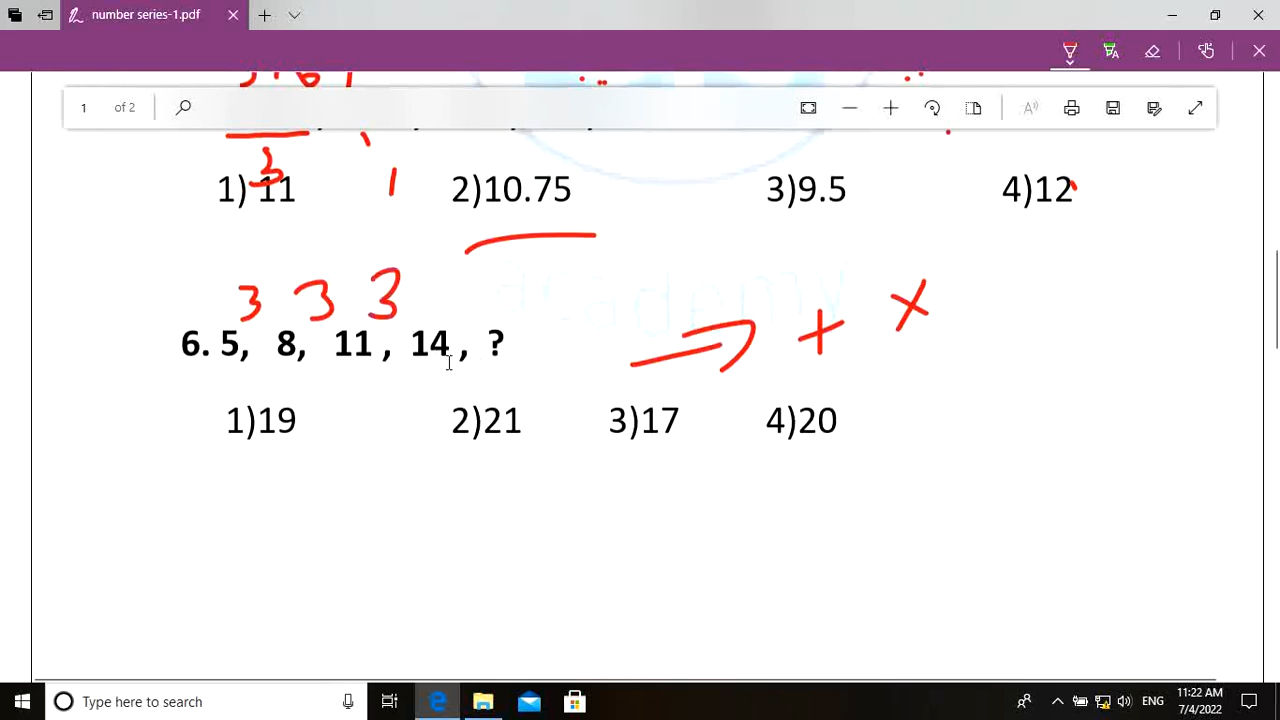 number series-1.pdf
1 of 2
3
1) 11 1 2)10.75 3)9.5 4)12
3 3 3
6. 5, 8, 11 , 14 , ? + ×
1)19 2)21 3)17 4)20
Type here to search ENG 11:22 AM
7/4/2022